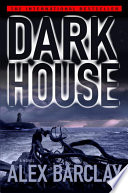 THE INTERNATIONAL BESTSELLER
DARK
HOUSE
A NOVEL
ALEX BARCLAY